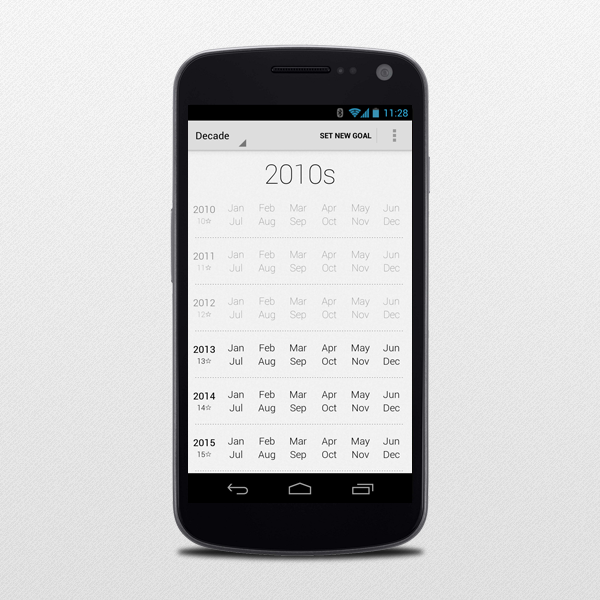 11:28
Decade SET NEW GOAL
2010s
2010 Jan Feb Mar Apr May Jun
10☆ Jul Aug Sep Oct Nov Dec
2011 Jan Feb Mar Apr May Jun
11☆ Jul Aug Sep Oct Nov Dec
2012 Jan Feb Mar Apr May Jun
12☆ Jul Aug Sep Oct Nov Dec
2013 Jan Feb Mar Apr May Jun
13☆ Jul Aug Sep Oct Nov Dec
2014 Jan Feb Mar Apr May Jun
14☆ Jul Aug Sep Oct Nov Dec
2015 Jan Feb Mar Apr May Jun
15☆ Jul Aug Sep Oct Nov Dec